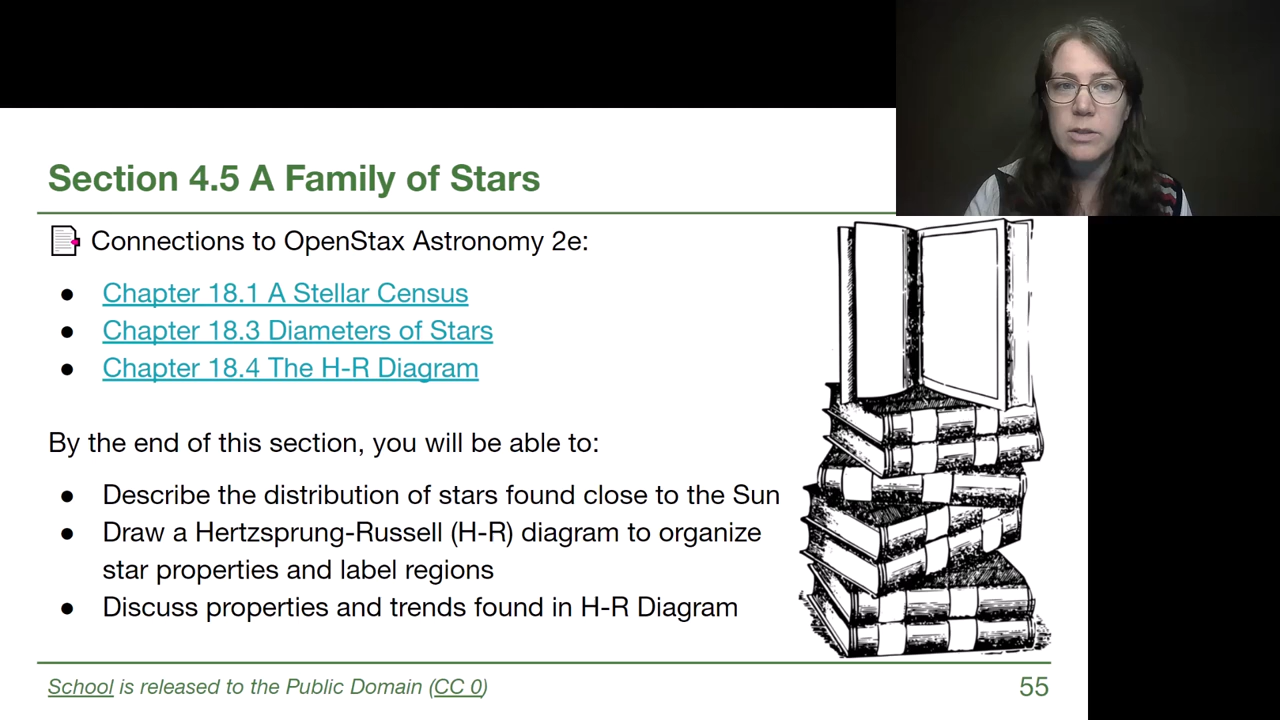 Section 4.5 A Family of Stars
Connections to OpenStax Astronomy 2e:
● Chapter 18.1 A Stellar Census
● Chapter 18.3 Diameters of Stars
● Chapter 18.4 The H-R Diagram
By the end of this section, you will be able to:
● Describe the distribution of stars found close to the Sun
● Draw a Hertzsprung-Russell (H-R) diagram to organize
star properties and label regions
● Discuss properties and trends found in H-R Diagram
School is released to the Public Domain (CC 0)
55